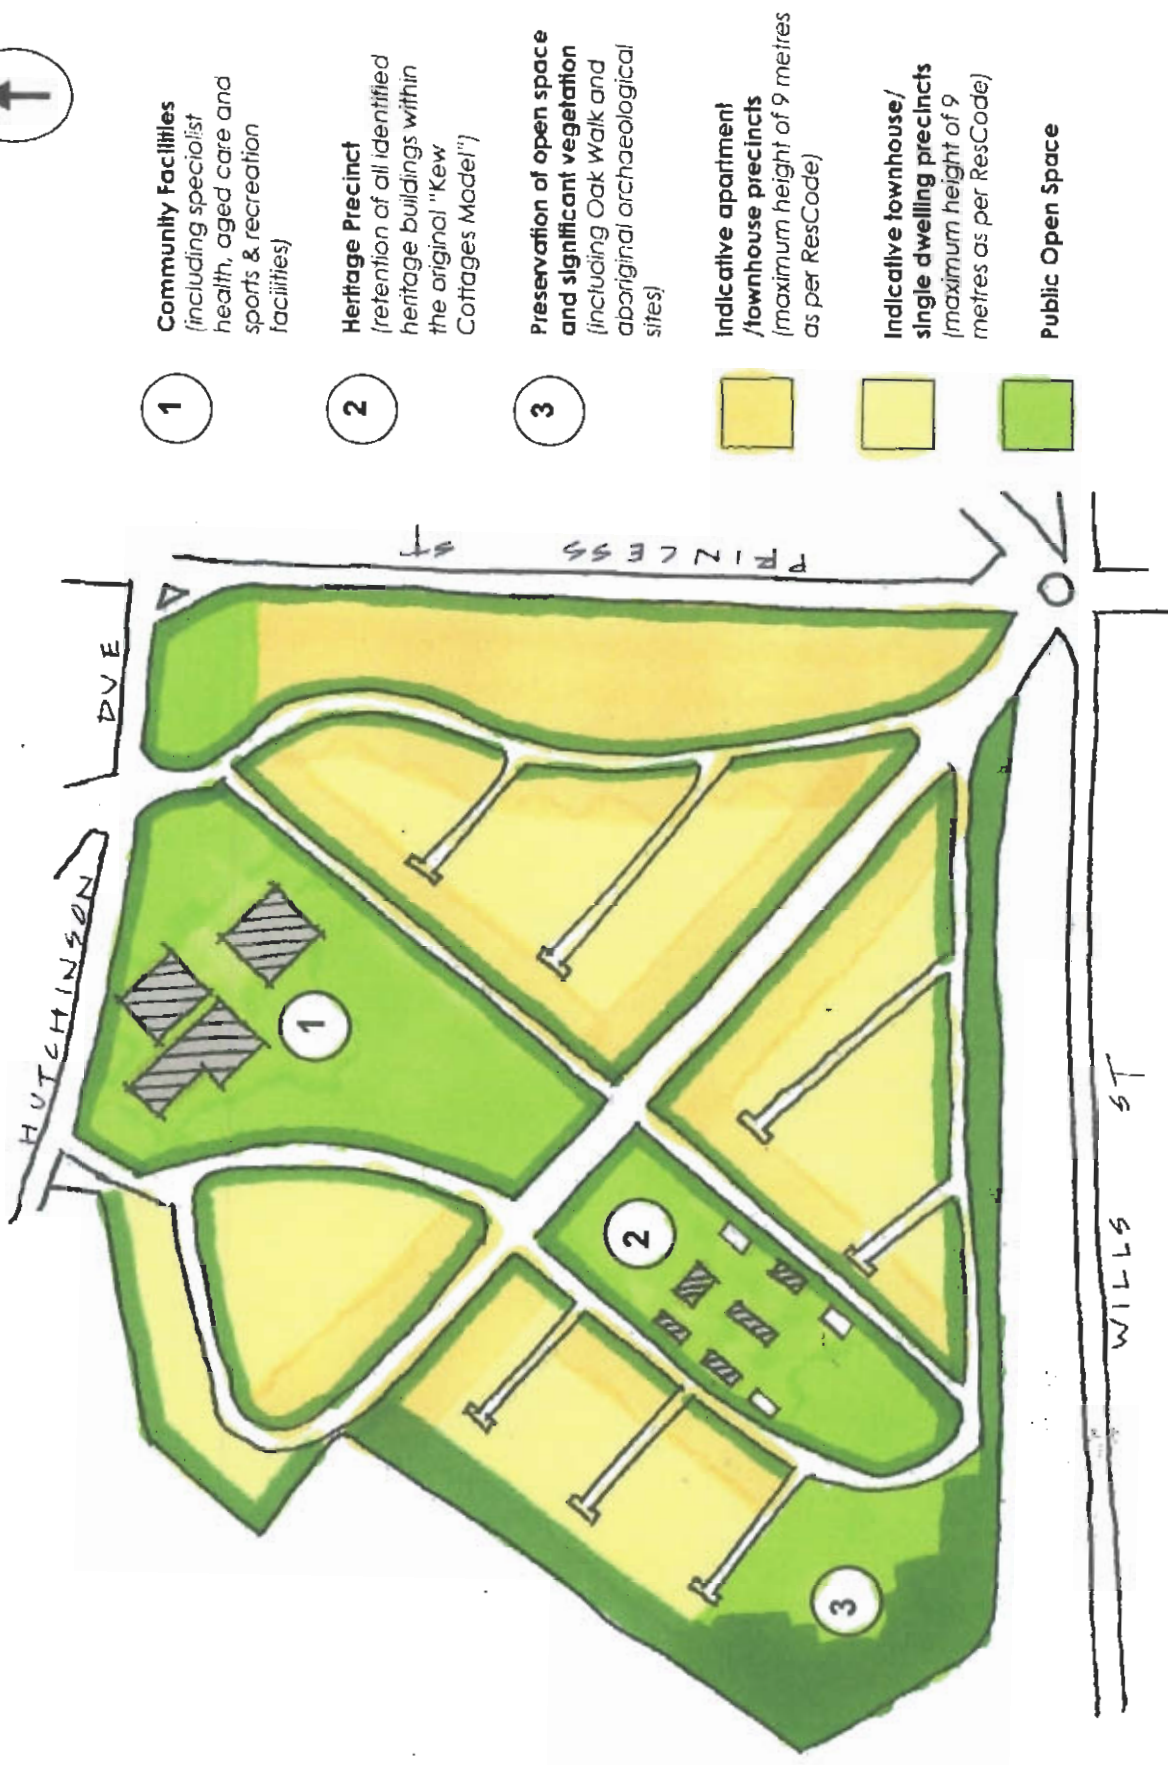 1
Community Facilities
(including specialist
health, aged care and
sports & recreation
facilities)
2
Heritage Precinct
(retention of all identified
heritage buildings within
the original "Kew
Cottages Model")
3
Preservation of open space
and significant vegetation
(including Oak Walk and
aboriginal archaeological
sites)
Indicative apartment
/townhouse precincts
(maximum height of 9 metres
as per ResCode)
Indicative townhouse/
single dwelling precincts
(maximum height of 9
metres as per ResCode)
Public Open Space
HUTCHINSON DVE
PRINCESS ST
WILLS ST
1
2
3